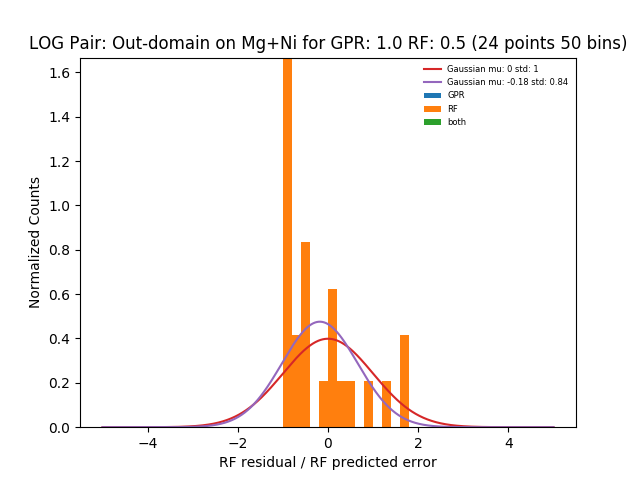 LOG Pair: Out-domain on Mg+Ni for GPR: 1.0 RF: 0.5 (24 points 50 bins)
Gaussian mu: 0 std: 1
Gaussian mu: -0.18 std: 0.84
GPR
RF
both
Normalized Counts
1.6
1.4
1.2
1.0
0.8
0.6
0.4
0.2
0.0
−4 −2 0 2 4
RF residual / RF predicted error